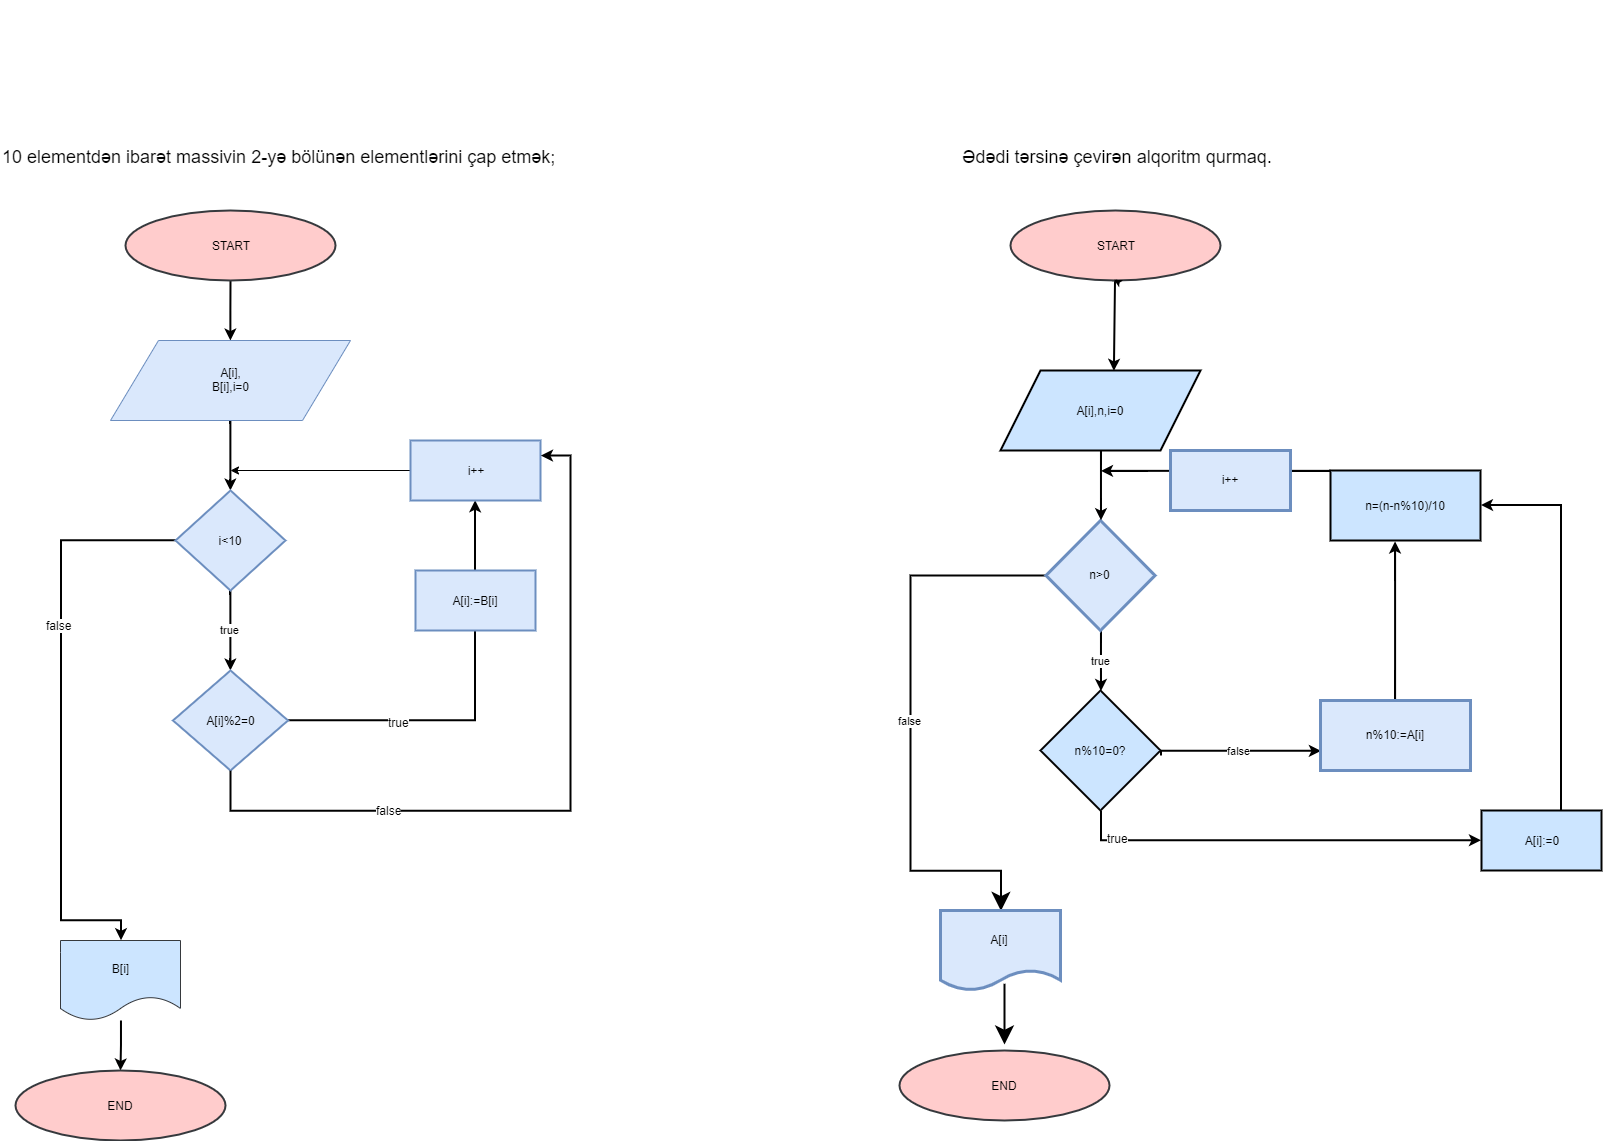 10 elementdən ibarət massivin 2-yə bölünən elementlərini çap etmək;
START
A[i],
B[i],i=0
i++
i<10
A[i]:=B[i]
false
true
A[i]%2=0
true
false
B[i]
END
Ədədi tərsinə çevirən alqoritm qurmaq.
START
A[i],n,i=0
i++
n=(n-n%10)/10
n>0
true
false
n%10=0?
false
n%10:=A[i]
true
A[i]:=0
A[i]
END